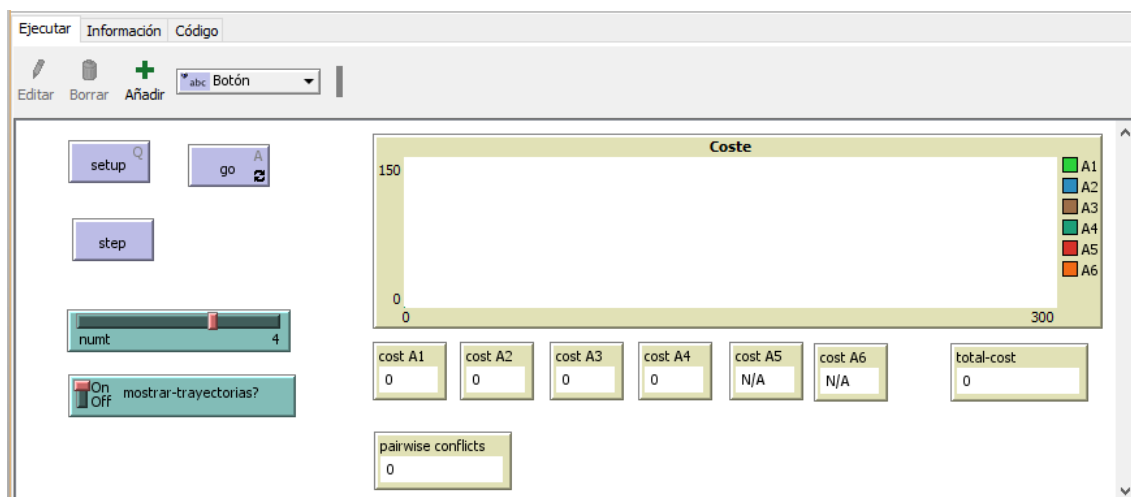 Ejecutar Información Código
Editar Borrar Añadir abc Botón
setup Q
go A
step
numt 4
On
Off
mostrar-trayectorias?
Coste
150
0
0 300
A1
A2
A3
A4
A5
A6
cost A1
0
cost A2
0
cost A3
0
cost A4
0
cost A5
N/A
cost A6
N/A
total-cost
0
pairwise conflicts
0